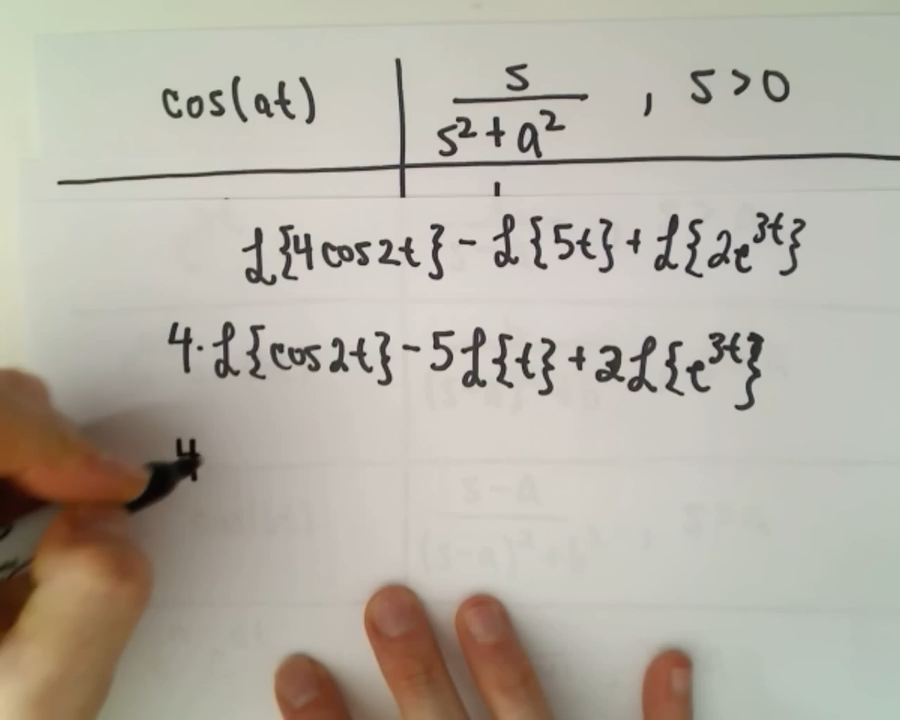 cos(at) | s/(s² + a²) , s > 0
ℒ{4cos2t} - ℒ{5t} + ℒ{2e^{3t}}
4·ℒ{cos2t} - 5ℒ{t} + 2ℒ{e^{3t}}
4